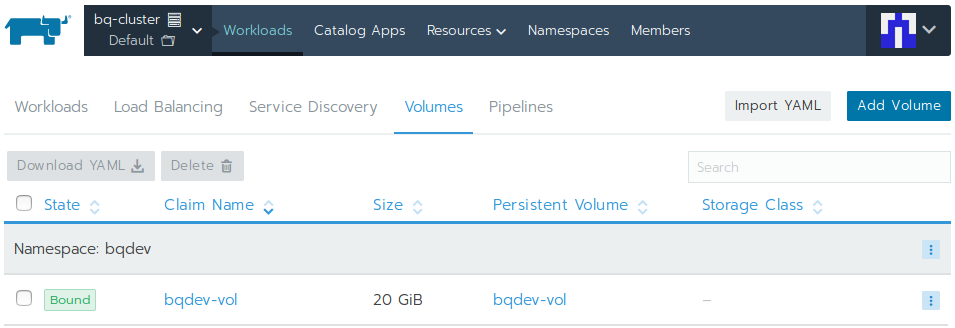 bq-cluster
Default
Workloads Catalog Apps Resources Namespaces Members
Workloads Load Balancing Service Discovery Volumes Pipelines
Import YAML Add Volume
Download YAML Delete Search
State Claim Name Size Persistent Volume Storage Class
Namespace: bqdev
Bound bqdev-vol 20 GiB bqdev-vol –